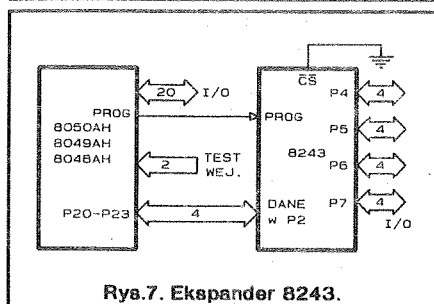 C̅S̅
20 I/O
P4 4
PROG
8050AH
8049AH
8048AH
PROG
P5 4
8243
2 TEST
WEJ.
P6 4
P20-P23
4
DANE
W P2
P7 4
I/O
Rys.7. Ekspander 8243.